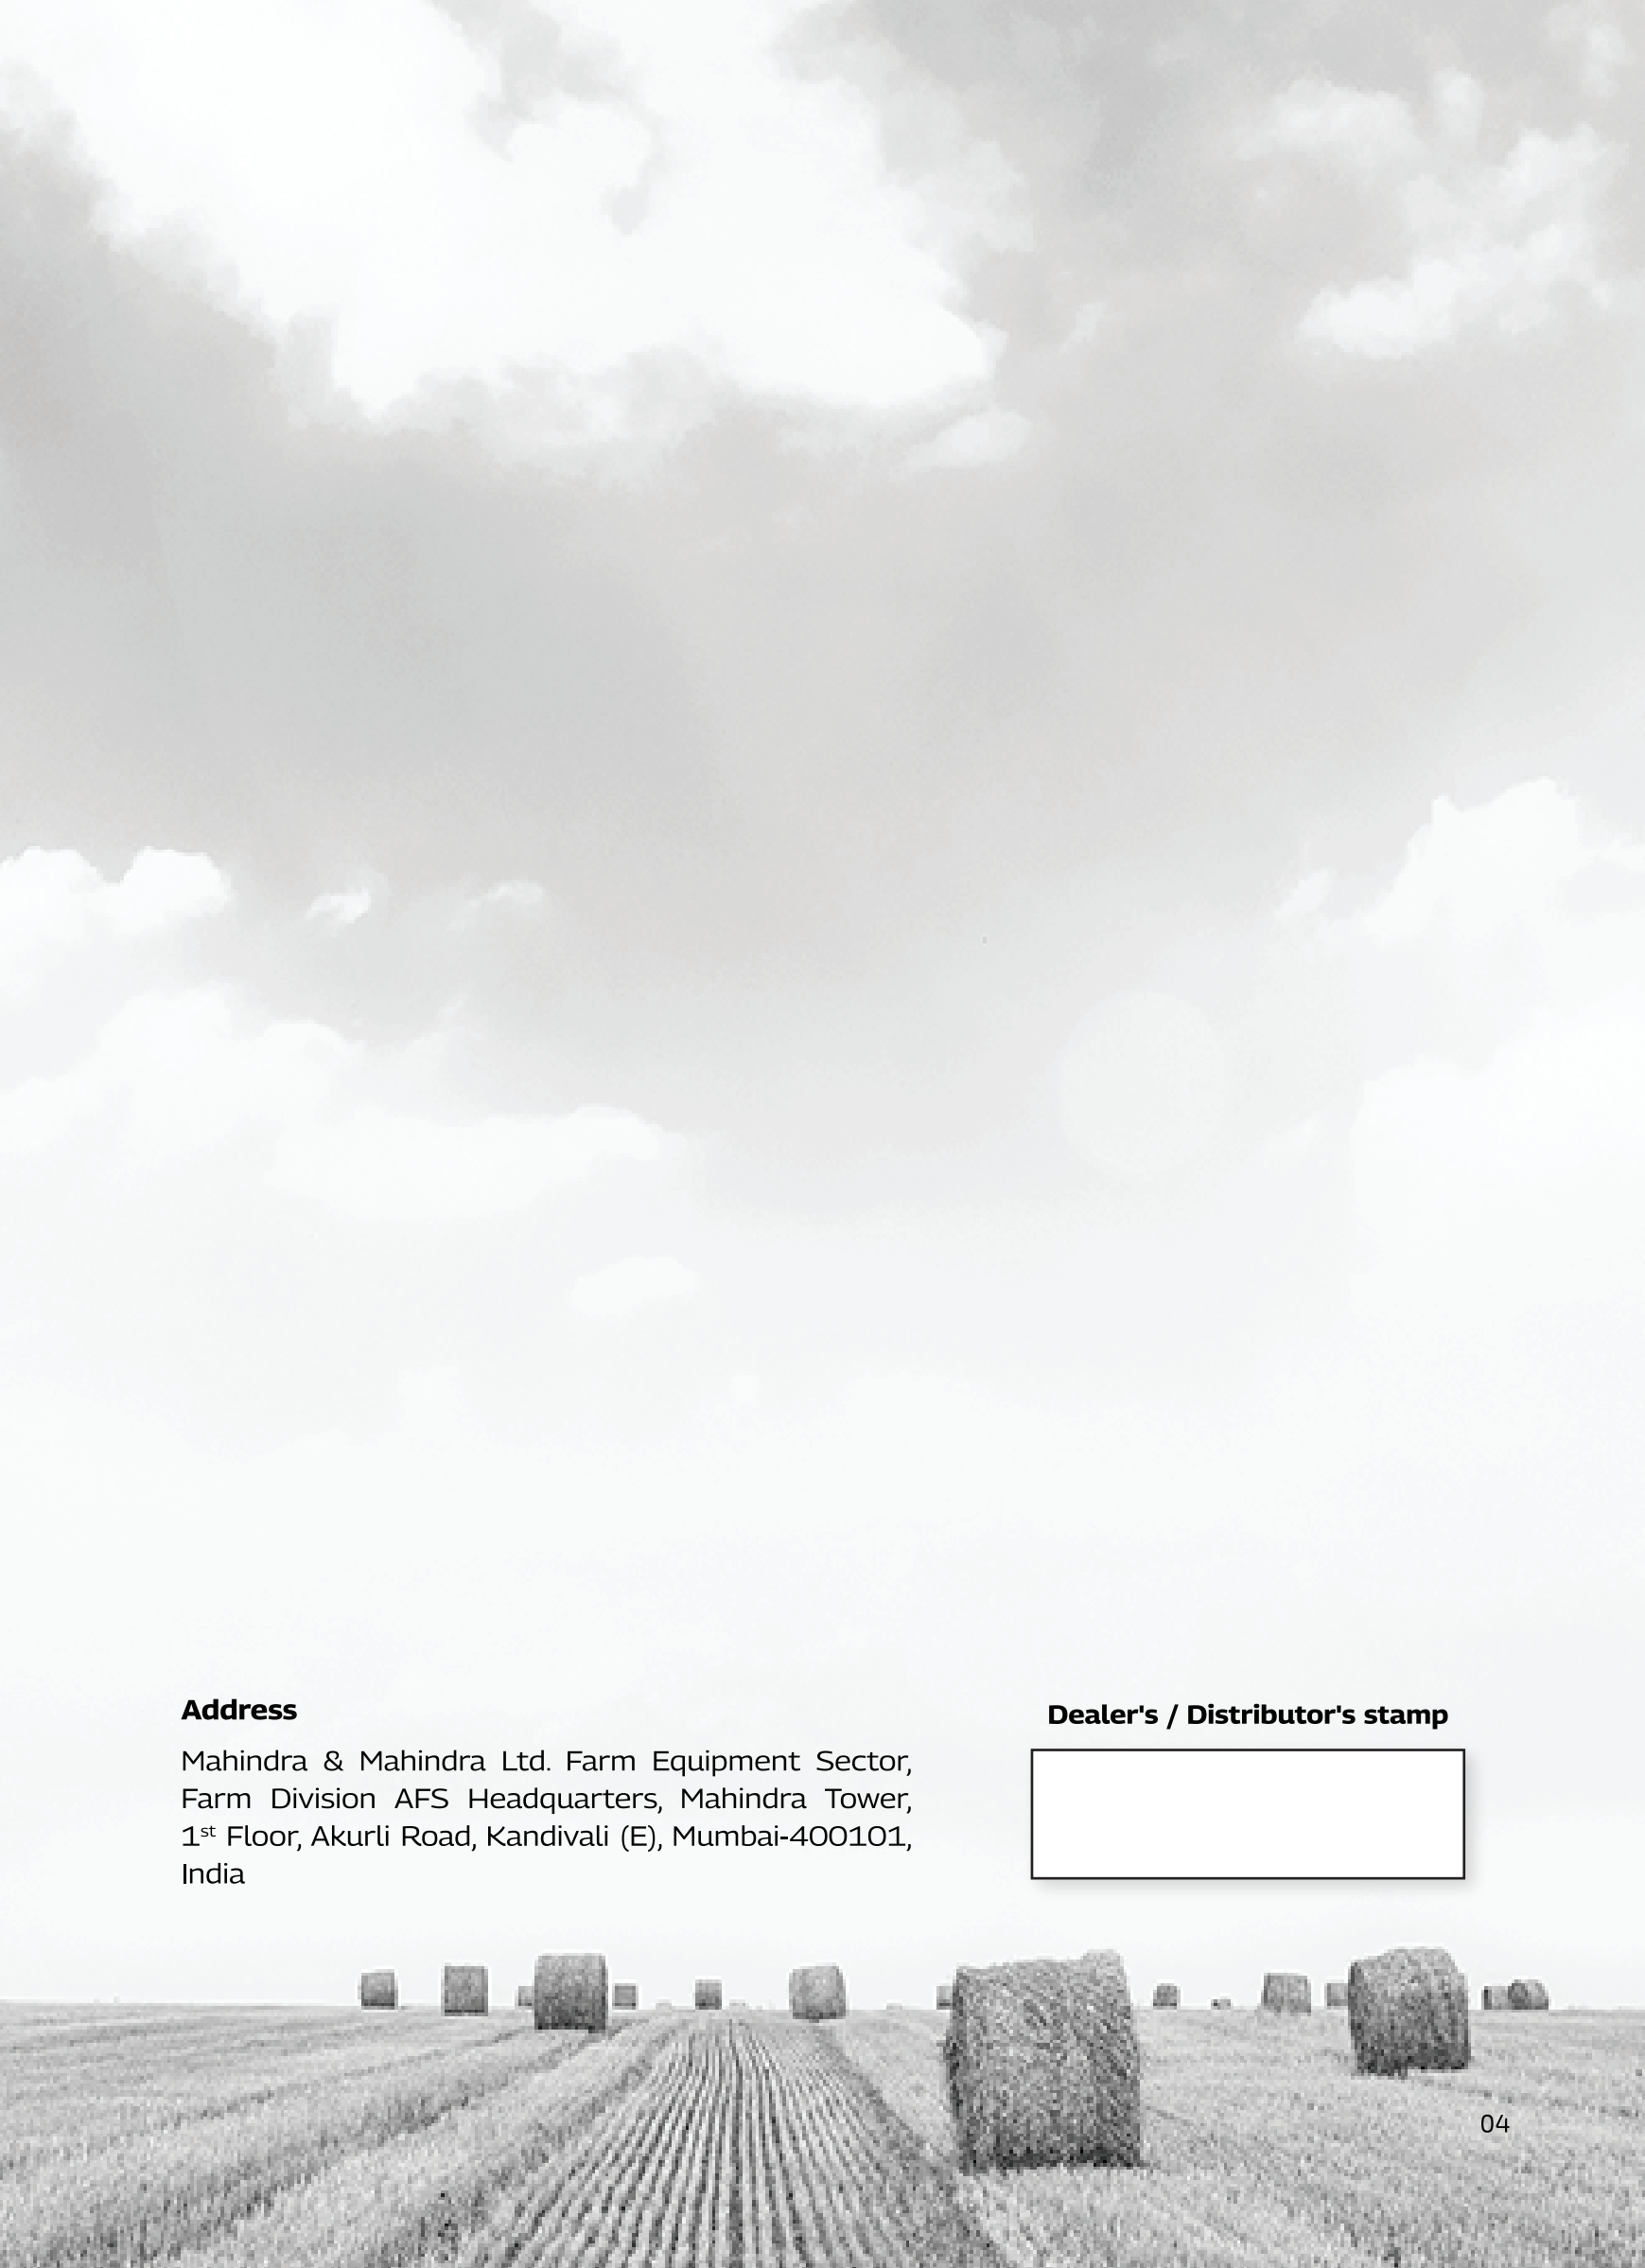 Address
Mahindra & Mahindra Ltd. Farm Equipment Sector,
Farm Division AFS Headquarters, Mahindra Tower,
1st Floor, Akurli Road, Kandivali (E), Mumbai-400101,
India
Dealer's / Distributor's stamp
04